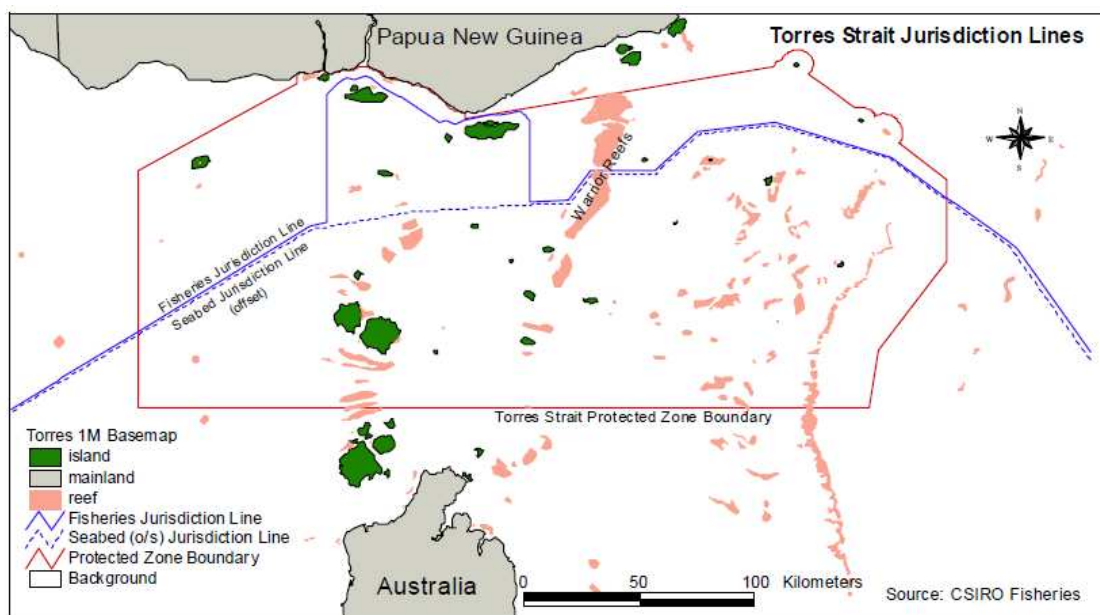 Papua New Guinea
Torres Strait Jurisdiction Lines
N
W
E
S
Warrior Reefs
Fisheries Jurisdiction Line
Seabed Jurisdiction Line
(offset)
Torres Strait Protected Zone Boundary
Torres 1M Basemap
island
mainland
reef
Fisheries Jurisdiction Line
Seabed (o/s) Jurisdiction Line
Protected Zone Boundary
Background
Australia
0 50 100 Kilometers
Source: CSIRO Fisheries